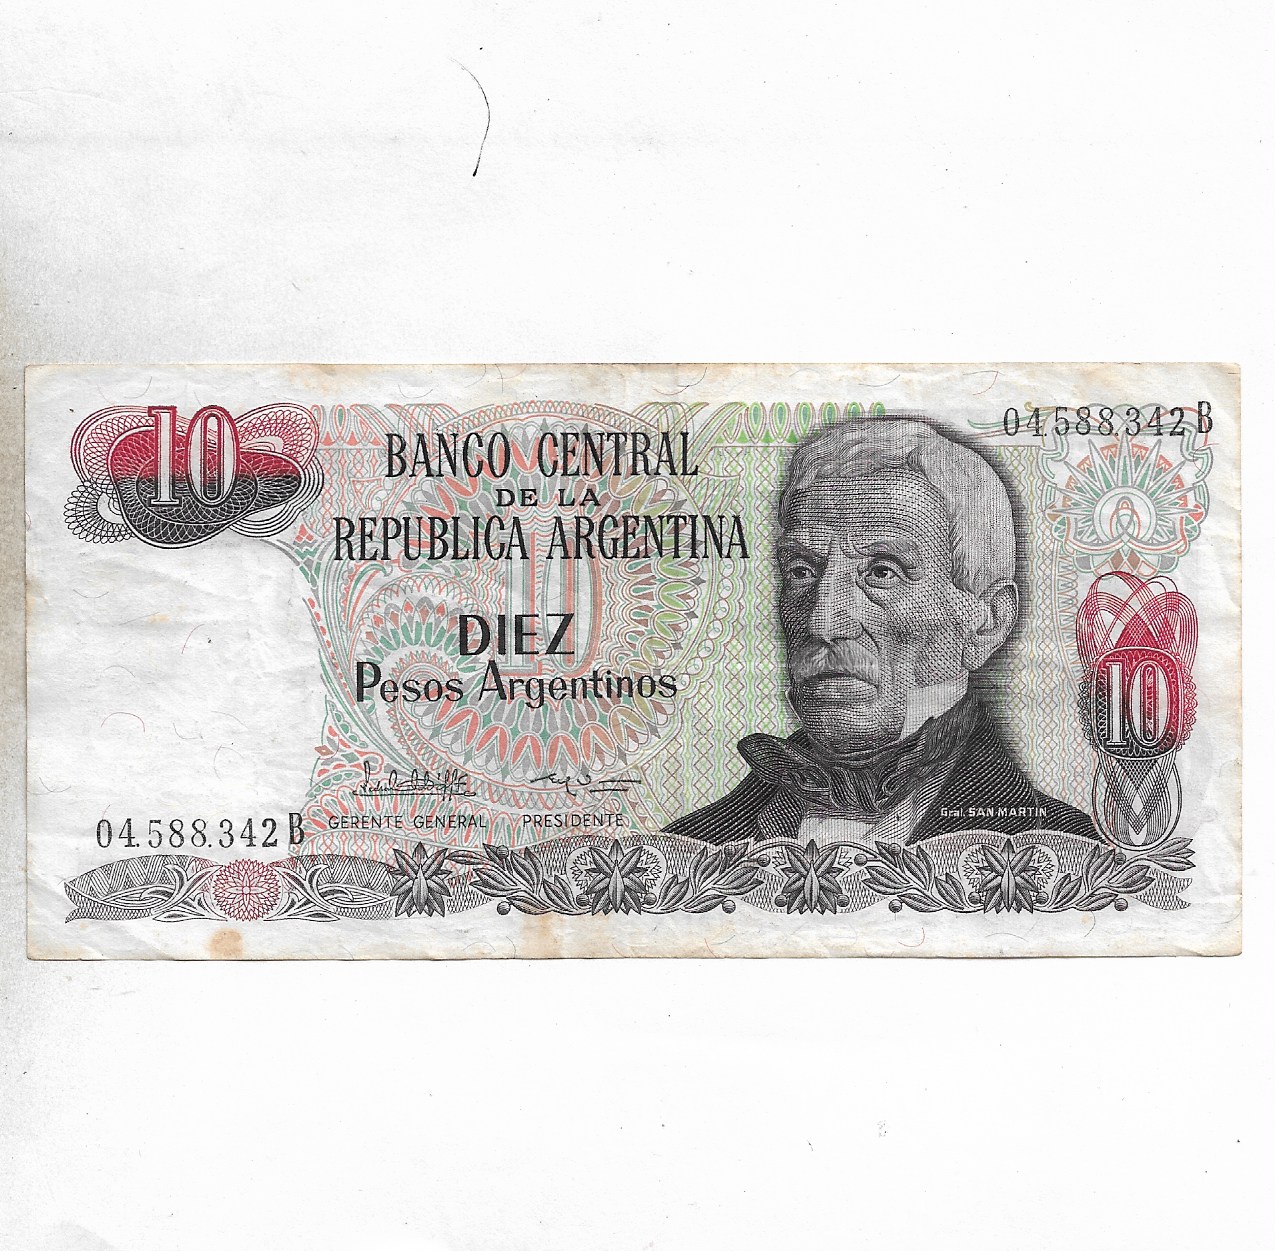 10
04.588.342 B
BANCO CENTRAL
DE LA
REPUBLICA ARGENTINA
10
DIEZ
Pesos Argentinos
10
Gral. SAN MARTIN
GERENTE GENERAL PRESIDENTE
04.588.342 B